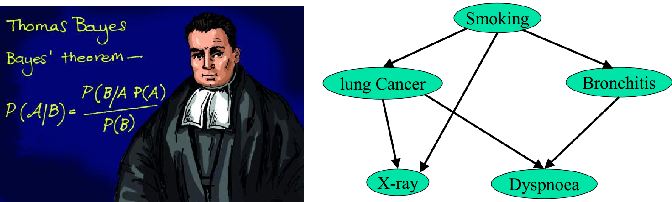 Thomas Bayes
Bayes' theorem —
P(A/B) = P(B/A P(A)
P(B)
Smoking
lung Cancer
Bronchitis
X-ray
Dyspnoea